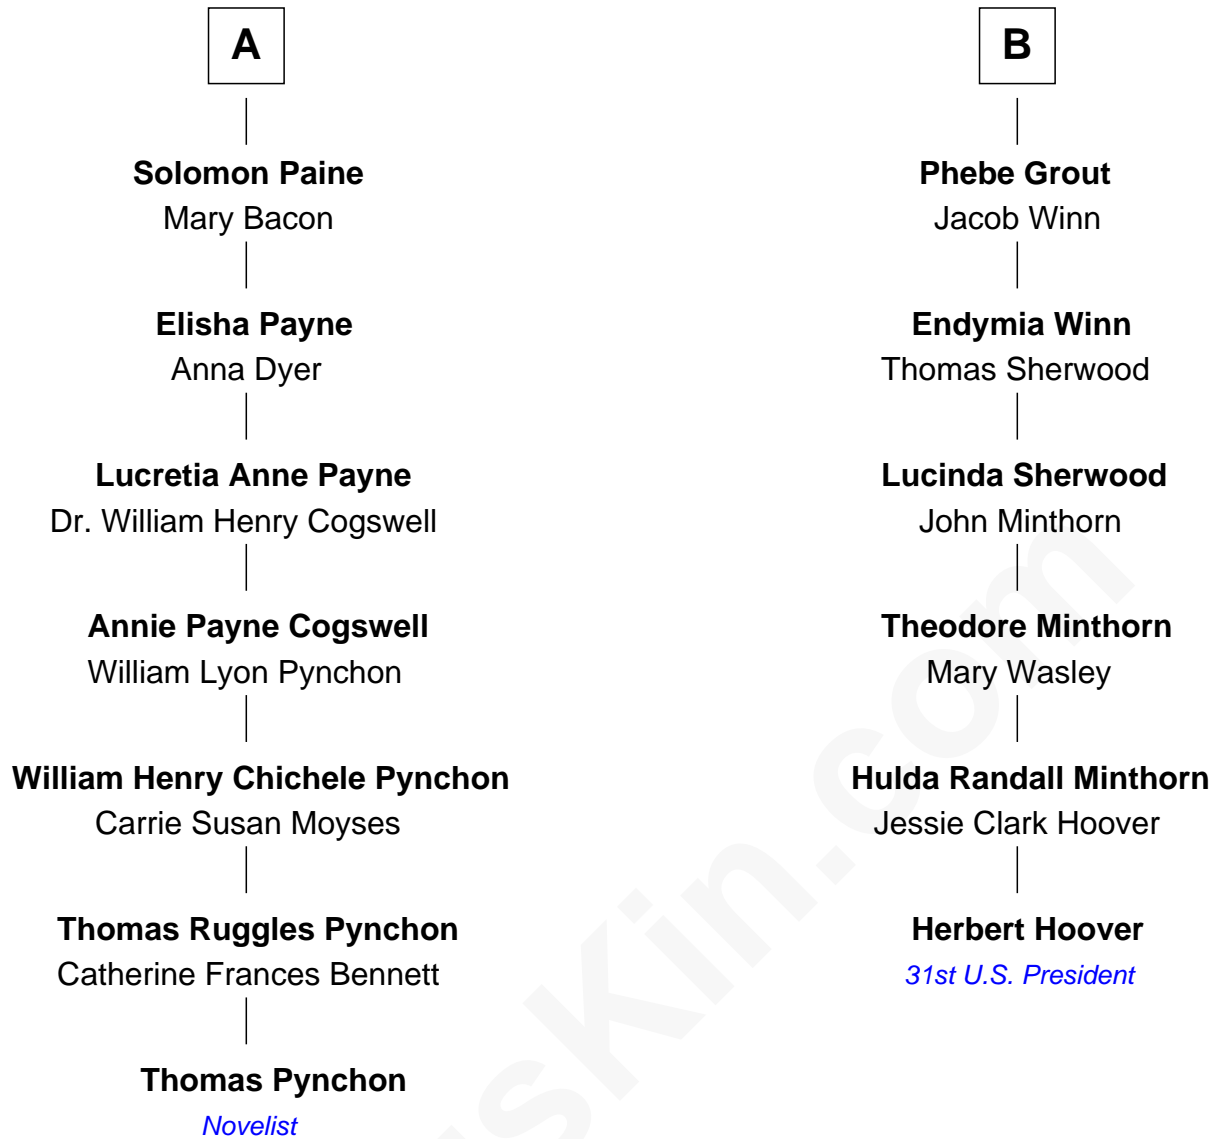 A
Solomon Paine
Mary Bacon
Elisha Payne
Anna Dyer
Lucretia Anne Payne
Dr. William Henry Cogswell
Annie Payne Cogswell
William Lyon Pynchon
William Henry Chichele Pynchon
Carrie Susan Moyses
Thomas Ruggles Pynchon
Catherine Frances Bennett
Thomas Pynchon
Novelist
B
Phebe Grout
Jacob Winn
Endymia Winn
Thomas Sherwood
Lucinda Sherwood
John Minthorn
Theodore Minthorn
Mary Wasley
Hulda Randall Minthorn
Jessie Clark Hoover
Herbert Hoover
31st U.S. President
sKin.com